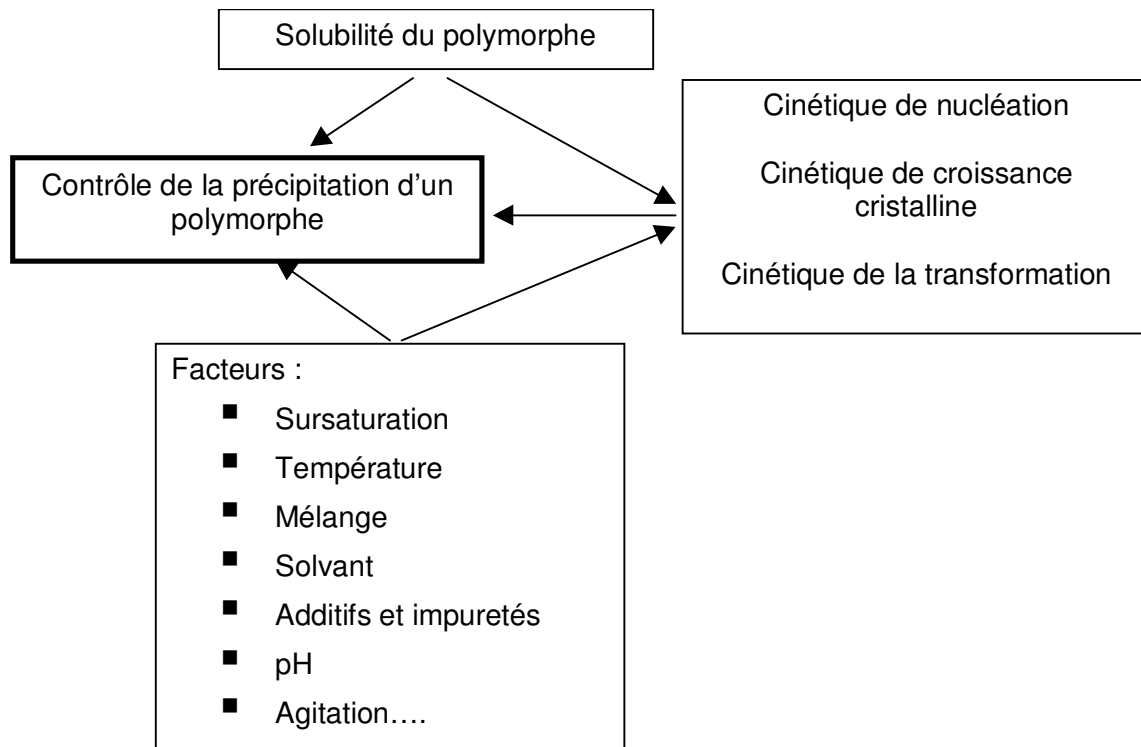 Solubilité du polymorphe
Cinétique de nucléation
Cinétique de croissance
cristalline
Cinétique de la transformation
Contrôle de la précipitation d’un
polymorphe
Facteurs :
▪ Sursaturation
▪ Température
▪ Mélange
▪ Solvant
▪ Additifs et impuretés
▪ pH
▪ Agitation….